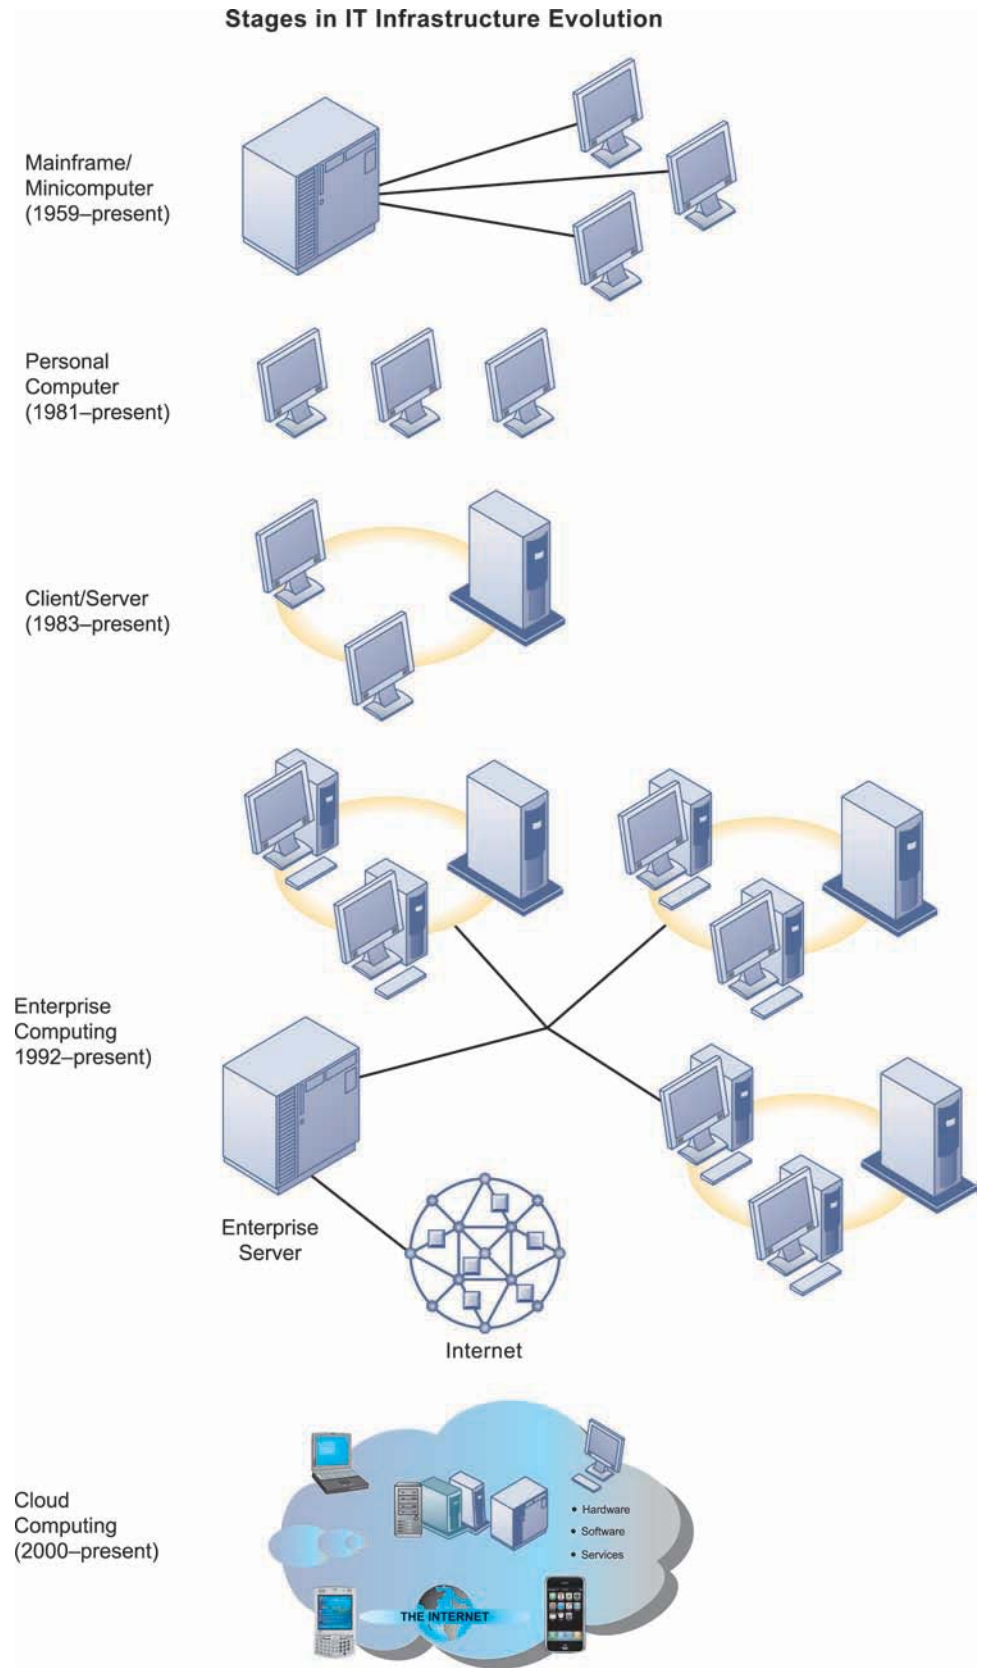 Stages in IT Infrastructure Evolution
Mainframe/
Minicomputer
(1959–present)
Personal
Computer
(1981–present)
Client/Server
(1983–present)
Enterprise
Computing
1992–present)
Enterprise
Server
Internet
Cloud
Computing
(2000–present)
• Hardware
• Software
• Services
THE INTERNET